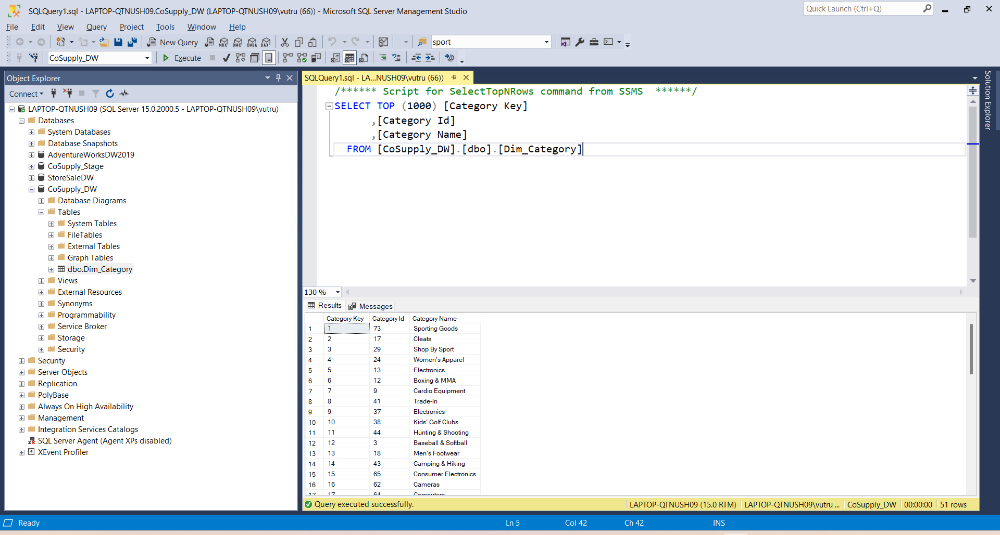 SQLQuery1.sql - LAPTOP-QTNUSH09.CoSupply_DW (LAPTOP-QTNUSH09\vutru (66)) - Microsoft SQL Server Management Studio
Quick Launch (Ctrl+Q)
File Edit View Query Project Tools Window Help
New Query MDX DMX XMLA DAX sport
CoSupply_DW Execute
Object Explorer
Connect
LAPTOP-QTNUSH09 (SQL Server 15.0.2000.5 - LAPTOP-QTNUSH09\vutru)
Databases
System Databases
Database Snapshots
AdventureWorksDW2019
CoSupply_Stage
StoreSaleDW
CoSupply_DW
Database Diagrams
Tables
System Tables
FileTables
External Tables
Graph Tables
dbo.Dim_Category
Views
External Resources
Synonyms
Programmability
Service Broker
Storage
Security
Security
Server Objects
Replication
PolyBase
Always On High Availability
Management
Integration Services Catalogs
SQL Server Agent (Agent XPs disabled)
XEvent Profiler
SQLQuery1.sql - LA...NUSH09\vutru (66))
/****** Script for SelectTopNRows command from SSMS ******/
SELECT TOP (1000) [Category Key]
,[Category Id]
,[Category Name]
FROM [CoSupply_DW].[dbo].[Dim_Category]
Solution Explorer
130 %
Results Messages
Category Key Category Id Category Name
1 1 73 Sporting Goods
2 2 17 Cleats
3 3 29 Shop By Sport
4 4 24 Women's Apparel
5 5 13 Electronics
6 6 12 Boxing & MMA
7 7 9 Cardio Equipment
8 8 41 Trade-In
9 9 37 Electronics
10 10 38 Kids' Golf Clubs
11 11 44 Hunting & Shooting
12 12 3 Baseball & Softball
13 13 18 Men's Footwear
14 14 43 Camping & Hiking
15 15 65 Consumer Electronics
16 16 62 Cameras
17 17 64 Computers
Query executed successfully. LAPTOP-QTNUSH09 (15.0 RTM) LAPTOP-QTNUSH09\vutru ... CoSupply_DW 00:00:00 51 rows
Ready Ln 5 Col 42 Ch 42 INS